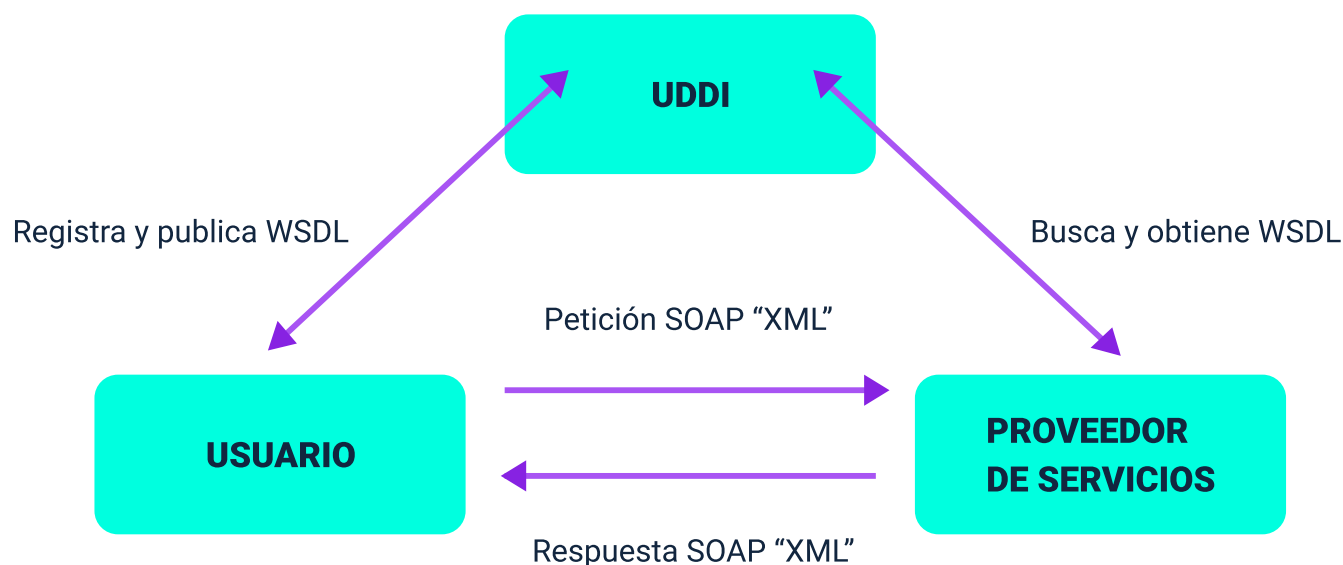 UDDI
Registra y publica WSDL
Busca y obtiene WSDL
Petición SOAP “XML”
USUARIO
PROVEEDOR
DE SERVICIOS
Respuesta SOAP “XML”